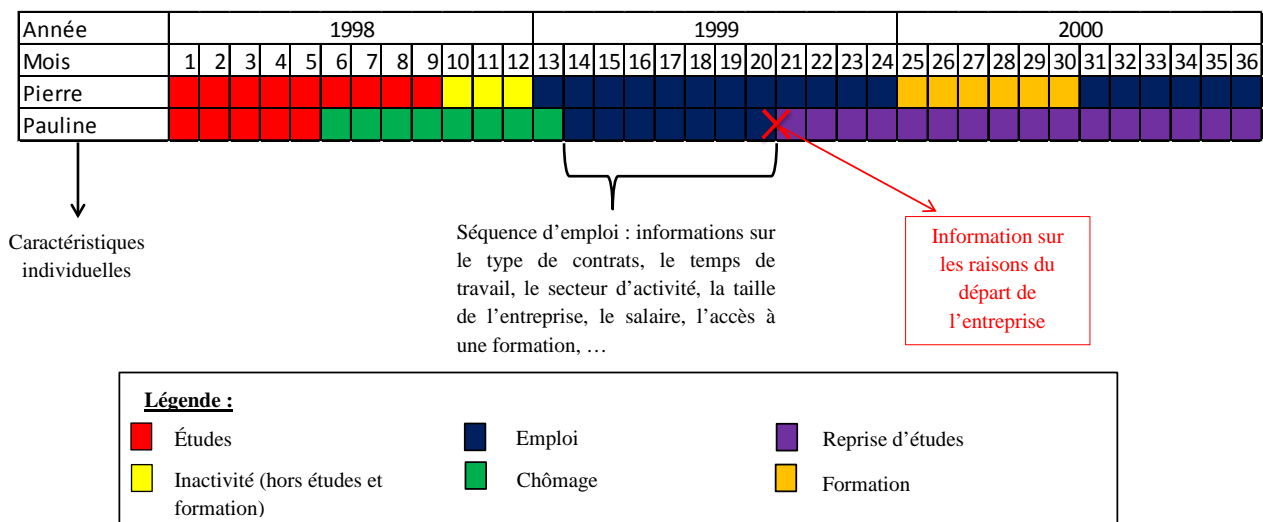 Année 1998 1999 2000
Mois 1 2 3 4 5 6 7 8 9 10 11 12 13 14 15 16 17 18 19 20 21 22 23 24 25 26 27 28 29 30 31 32 33 34 35 36
Pierre
Pauline
Caractéristiques
individuelles
Séquence d’emploi : informations sur
le type de contrats, le temps de
travail, le secteur d’activité, la taille
de l’entreprise, le salaire, l’accès à
une formation, …
Information sur
les raisons du
départ de
l’entreprise
Légende :
Études
Emploi
Reprise d’études
Inactivité (hors études et
formation)
Chômage
Formation